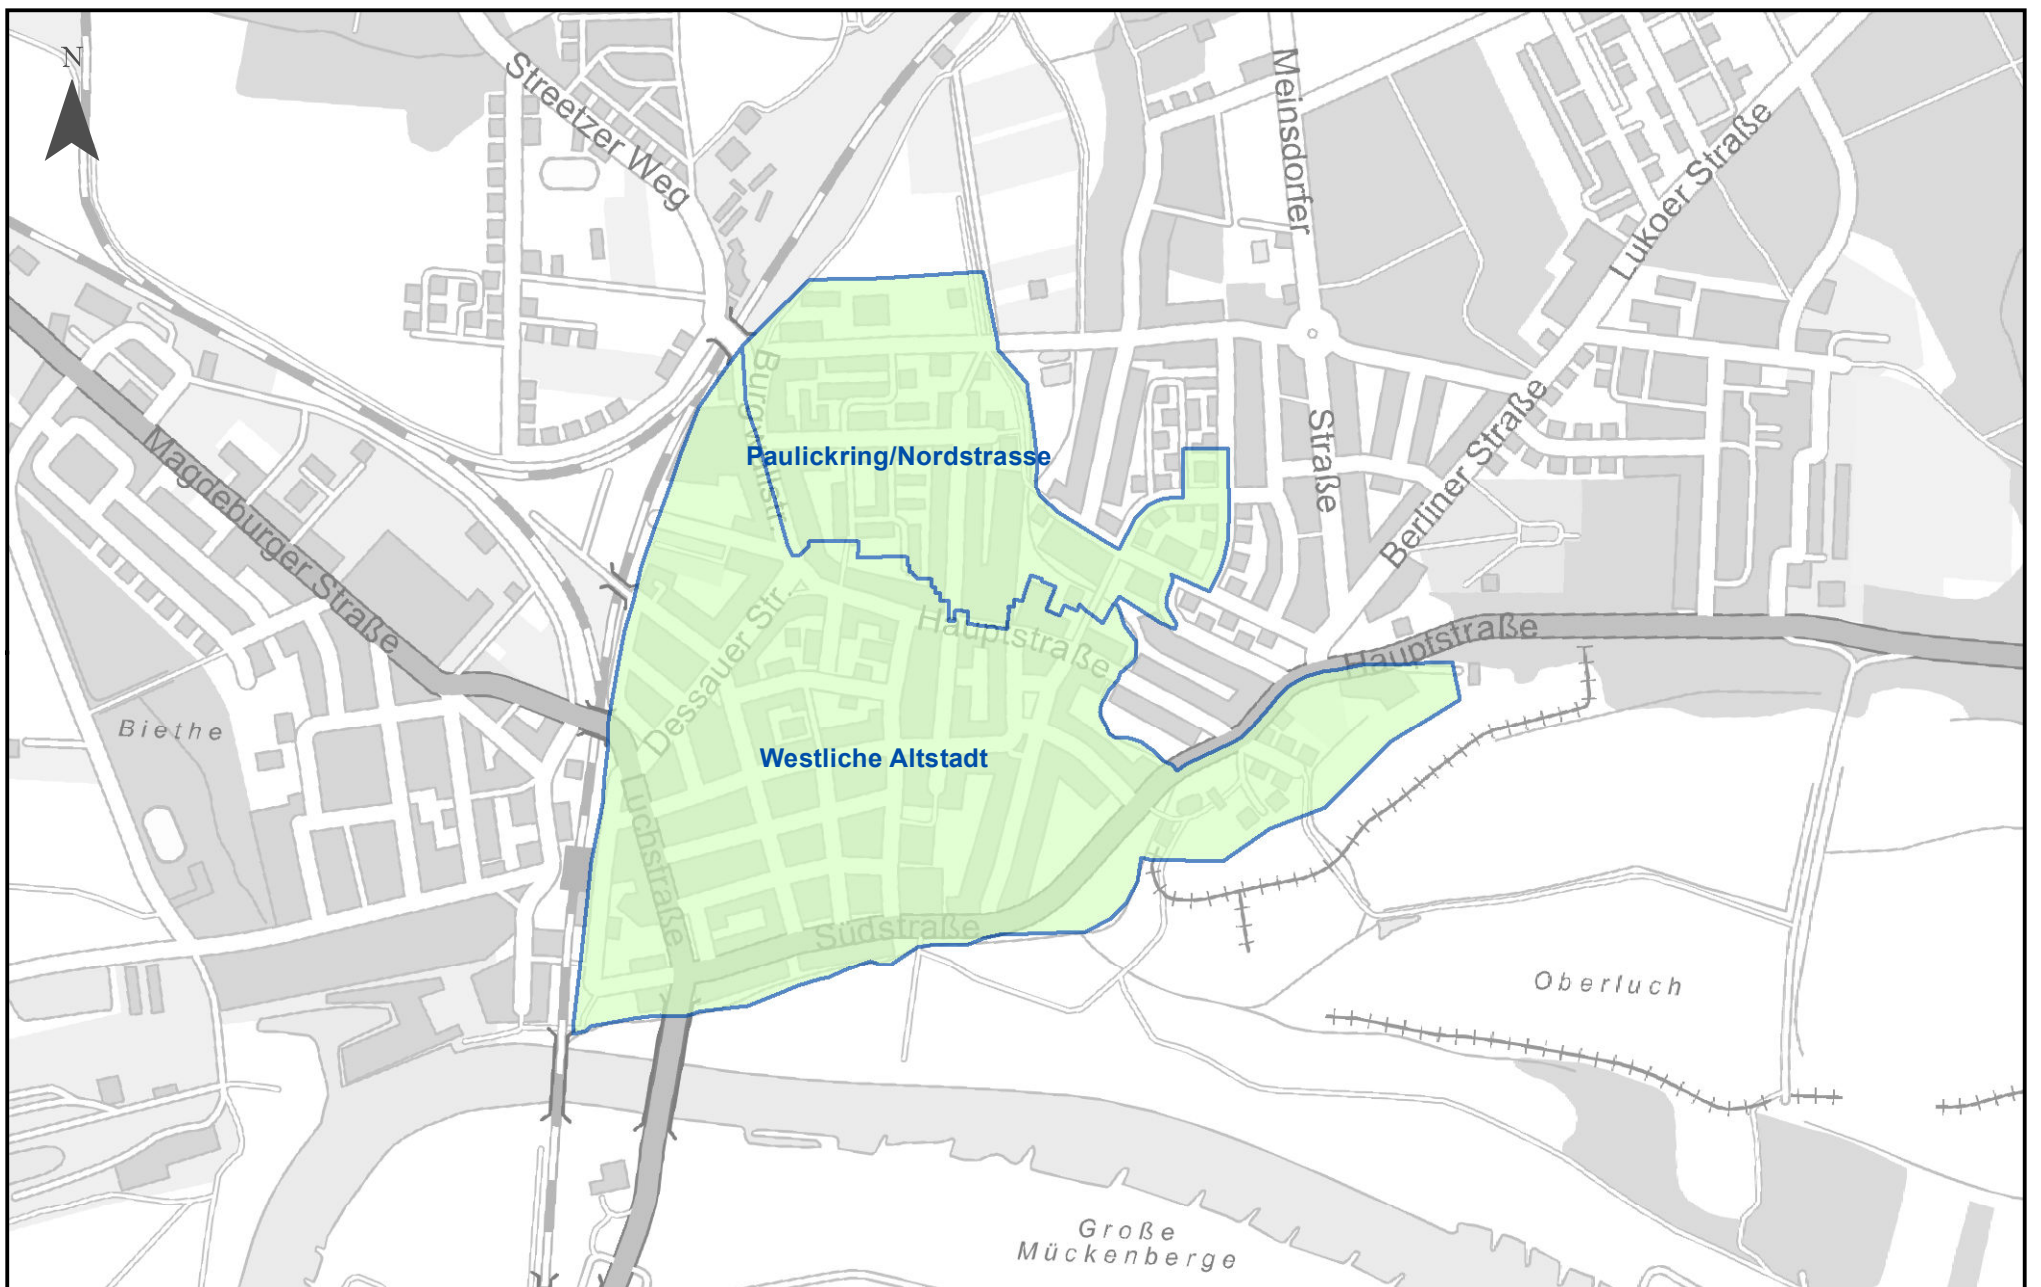 N
Streetzer Weg
Meinsdorfer
Straße
Lukoer Straße
Burgwallstr.
Paulickring/Nordstrasse
Magdeburger Straße
Berliner Straße
Dessauer Str.
Hauptstraße
Hauptstraße
Biethe
Westliche Altstadt
Luchstraße
Südstraße
Oberluch
Große
Mückenberge